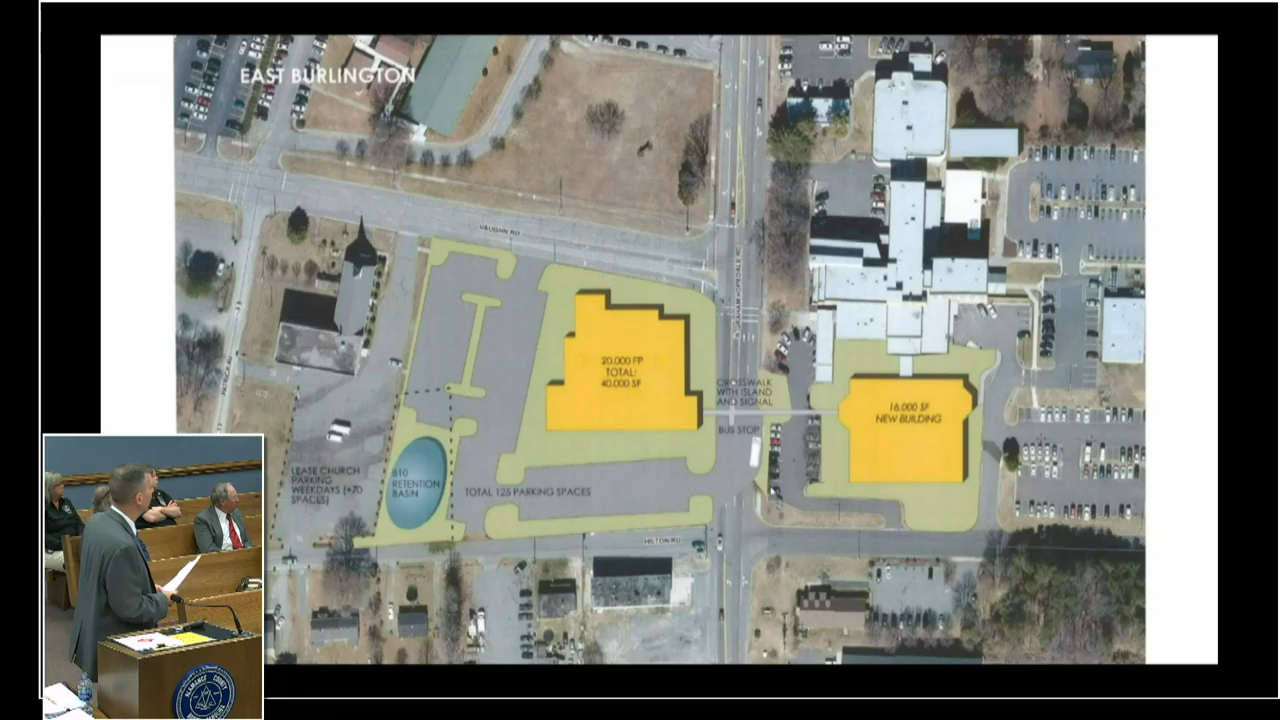 EAST BURLINGTON
VAUGHN RD
20,000 FP
TOTAL:
40,000 SF
CROSSWALK
WITH ISLAND
AND SIGNAL
BUS STOP
16,000 SF
NEW BUILDING
LEASE CHURCH
PARKING
WEEKDAYS (+70
SPACES)
BIO
RETENTION
BASIN
TOTAL 125 PARKING SPACES
HILTON RD
ALAMANCE COUNTY